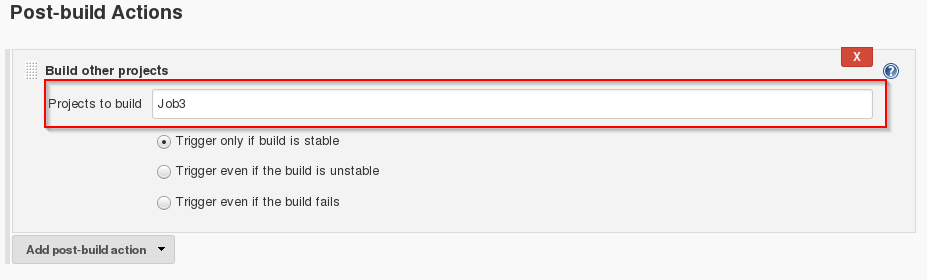 Post-build Actions
X
Build other projects
?
Projects to build Job3
Trigger only if build is stable
Trigger even if the build is unstable
Trigger even if the build fails
Add post-build action